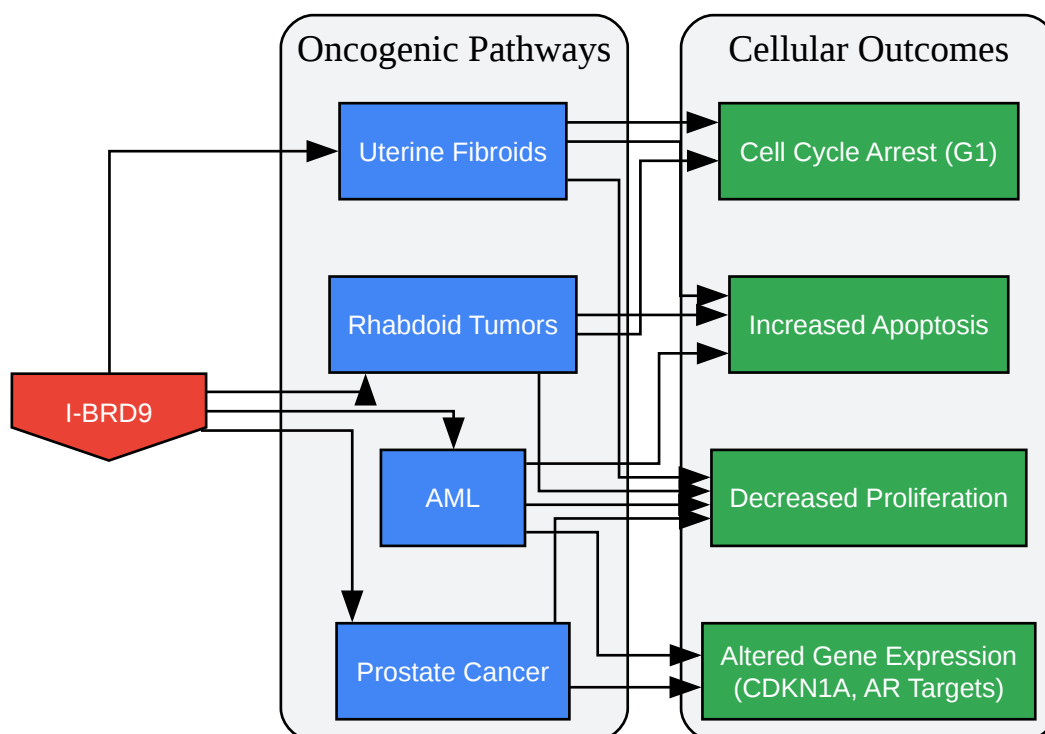 Oncogenic Pathways
Cellular Outcomes
Uterine Fibroids
Cell Cycle Arrest (G1)
Rhabdoid Tumors
Increased Apoptosis
I-BRD9
AML
Decreased Proliferation
Prostate Cancer
Altered Gene Expression
(CDKN1A, AR Targets)